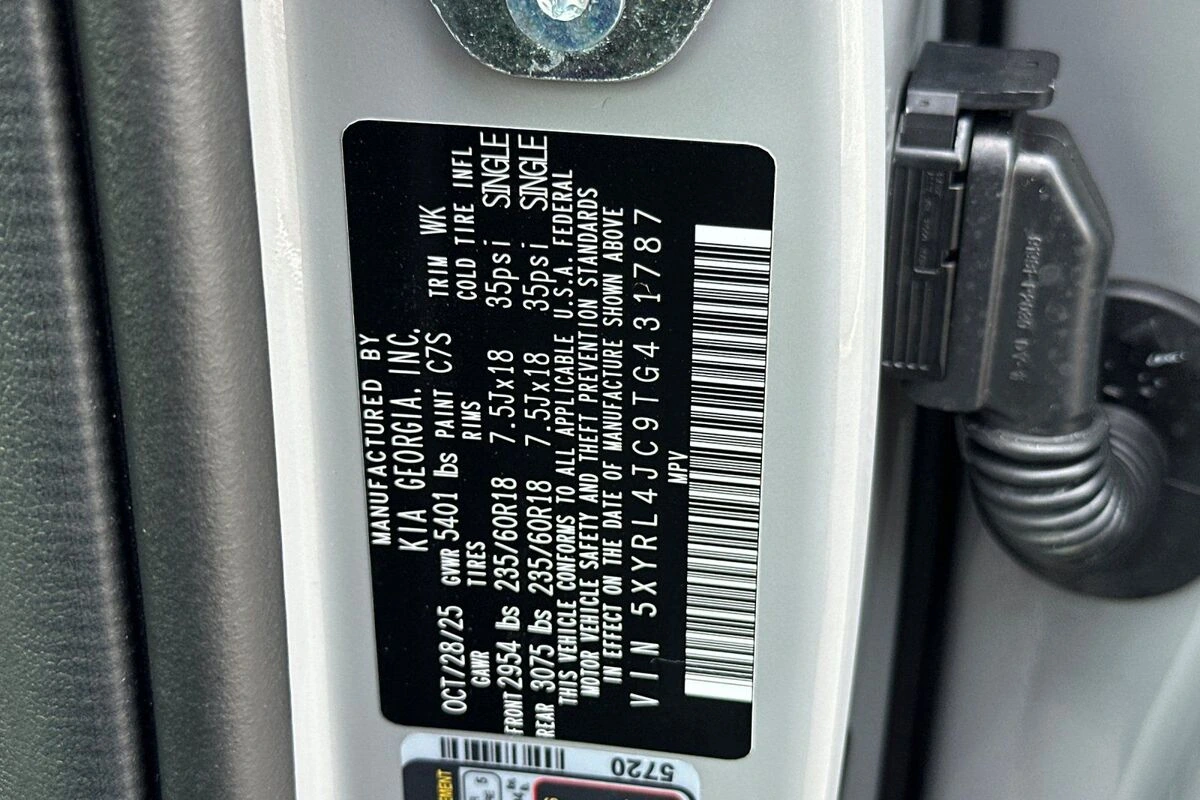 MANUFACTURED BY
KIA GEORGIA, INC.
OCT/28/25 GVWR 5401 lbs PAINT C7S TRIM WK
GAWR TIRES RIMS COLD TIRE INFL
FRONT 2954 lbs 235/60R18 7.5Jx18 35psi SINGLE
REAR 3075 lbs 235/60R18 7.5Jx18 35psi SINGLE
THIS VEHICLE CONFORMS TO ALL APPLICABLE U.S.A. FEDERAL
MOTOR VEHICLE SAFETY AND THEFT PREVENTION STANDARDS
IN EFFECT ON THE DATE OF MANUFACTURE SHOWN ABOVE
VIN 5XYRL4JC9TG431787
MPV
5720